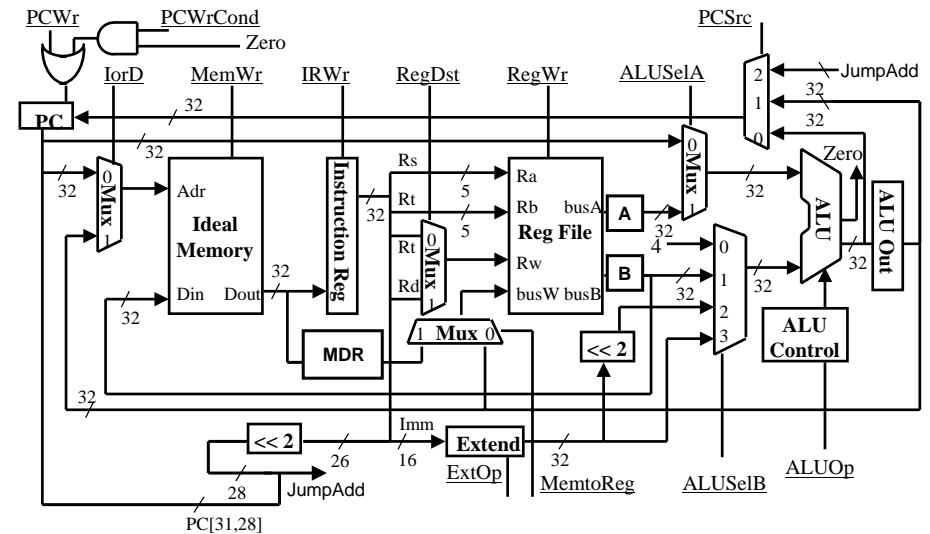 PCWr
PCWrCond
Zero
PCSrc
IorD
MemWr
IRWr
RegDst
RegWr
ALUSelA
2
JumpAdd
1
32
32
0
PC
32
32
32
0
Mux
1
Adr
Ideal
Memory
Din
Dout
32
32
Instruction Reg
32
Rs
Rt
5
5
Rt
0
Mux
Rd
1
Ra
Rb
busA
Reg File
Rw
busW
busB
A
B
32
4
32
0
Mux
1
32
0
1
2
3
32
Zero
ALU
32
ALU Out
ALU
Control
1 Mux 0
MDR
<< 2
32
<< 2
26
Imm
16
Extend
32
28
JumpAdd
ExtOp
MemtoReg
ALUSelB
ALUOp
PC[31,28]